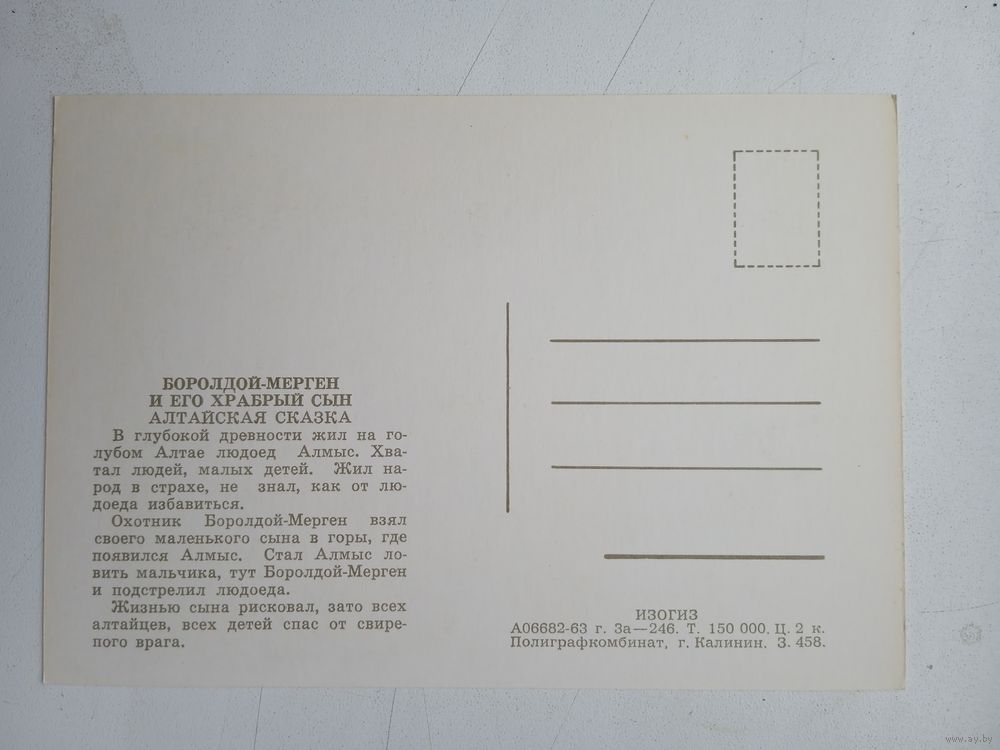 БОРОЛДОЙ-МЕРГЕН
И ЕГО ХРАБРЫЙ СЫН
АЛТАЙСКАЯ СКАЗКА
В глубокой древности жил на го-
лубом Алтае людоед Алмыс. Хва-
тал людей, малых детей. Жил на-
род в страхе, не знал, как от лю-
доеда избавиться.
Охотник Боролдой-Мерген взял
своего маленького сына в горы, где
появился Алмыс. Стал Алмыс ло-
вить мальчика, тут Боролдой-Мерген
и подстрелил людоеда.
Жизнью сына рисковал, зато всех
алтайцев, всех детей спас от свире-
пого врага.
ИЗОГИЗ
А06682-63 г. За—246. Т. 150 000. Ц. 2 к.
Полиграфкомбинат, г. Калинин. З. 458.
www.ay.by